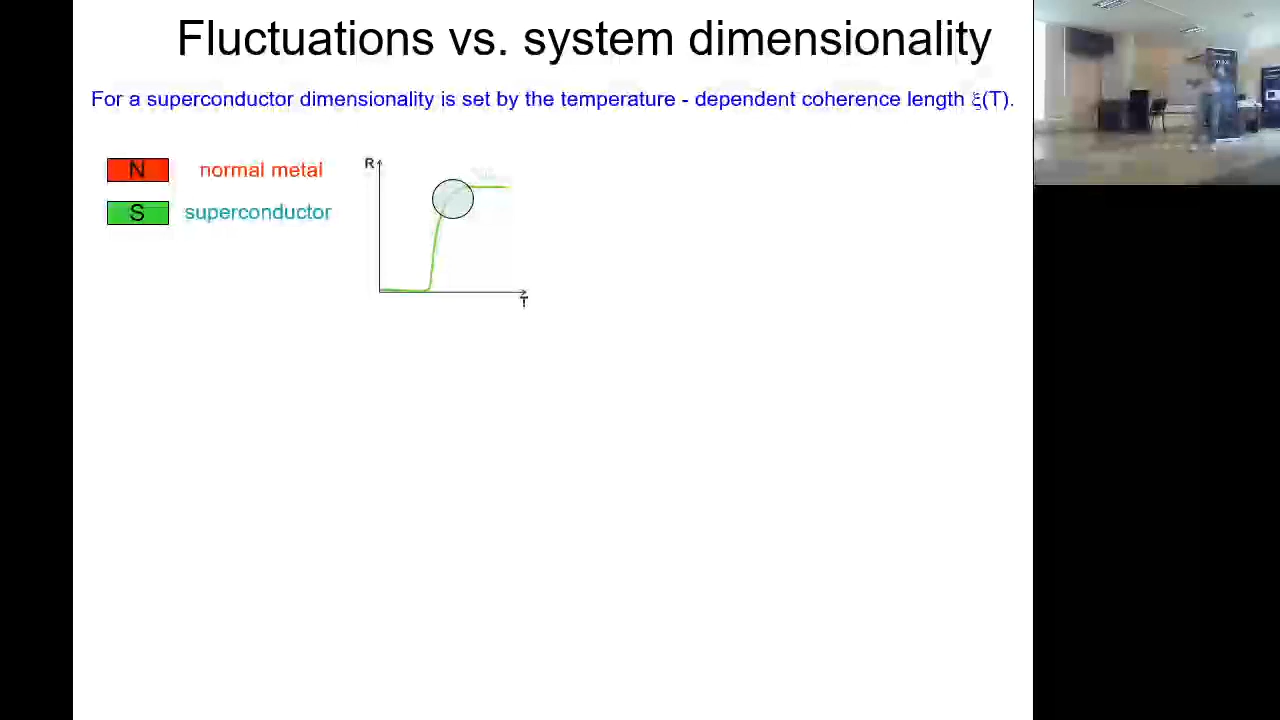 Fluctuations vs. system dimensionality
For a superconductor dimensionality is set by the temperature - dependent coherence length ξ(T).
N normal metal
S superconductor
R
T